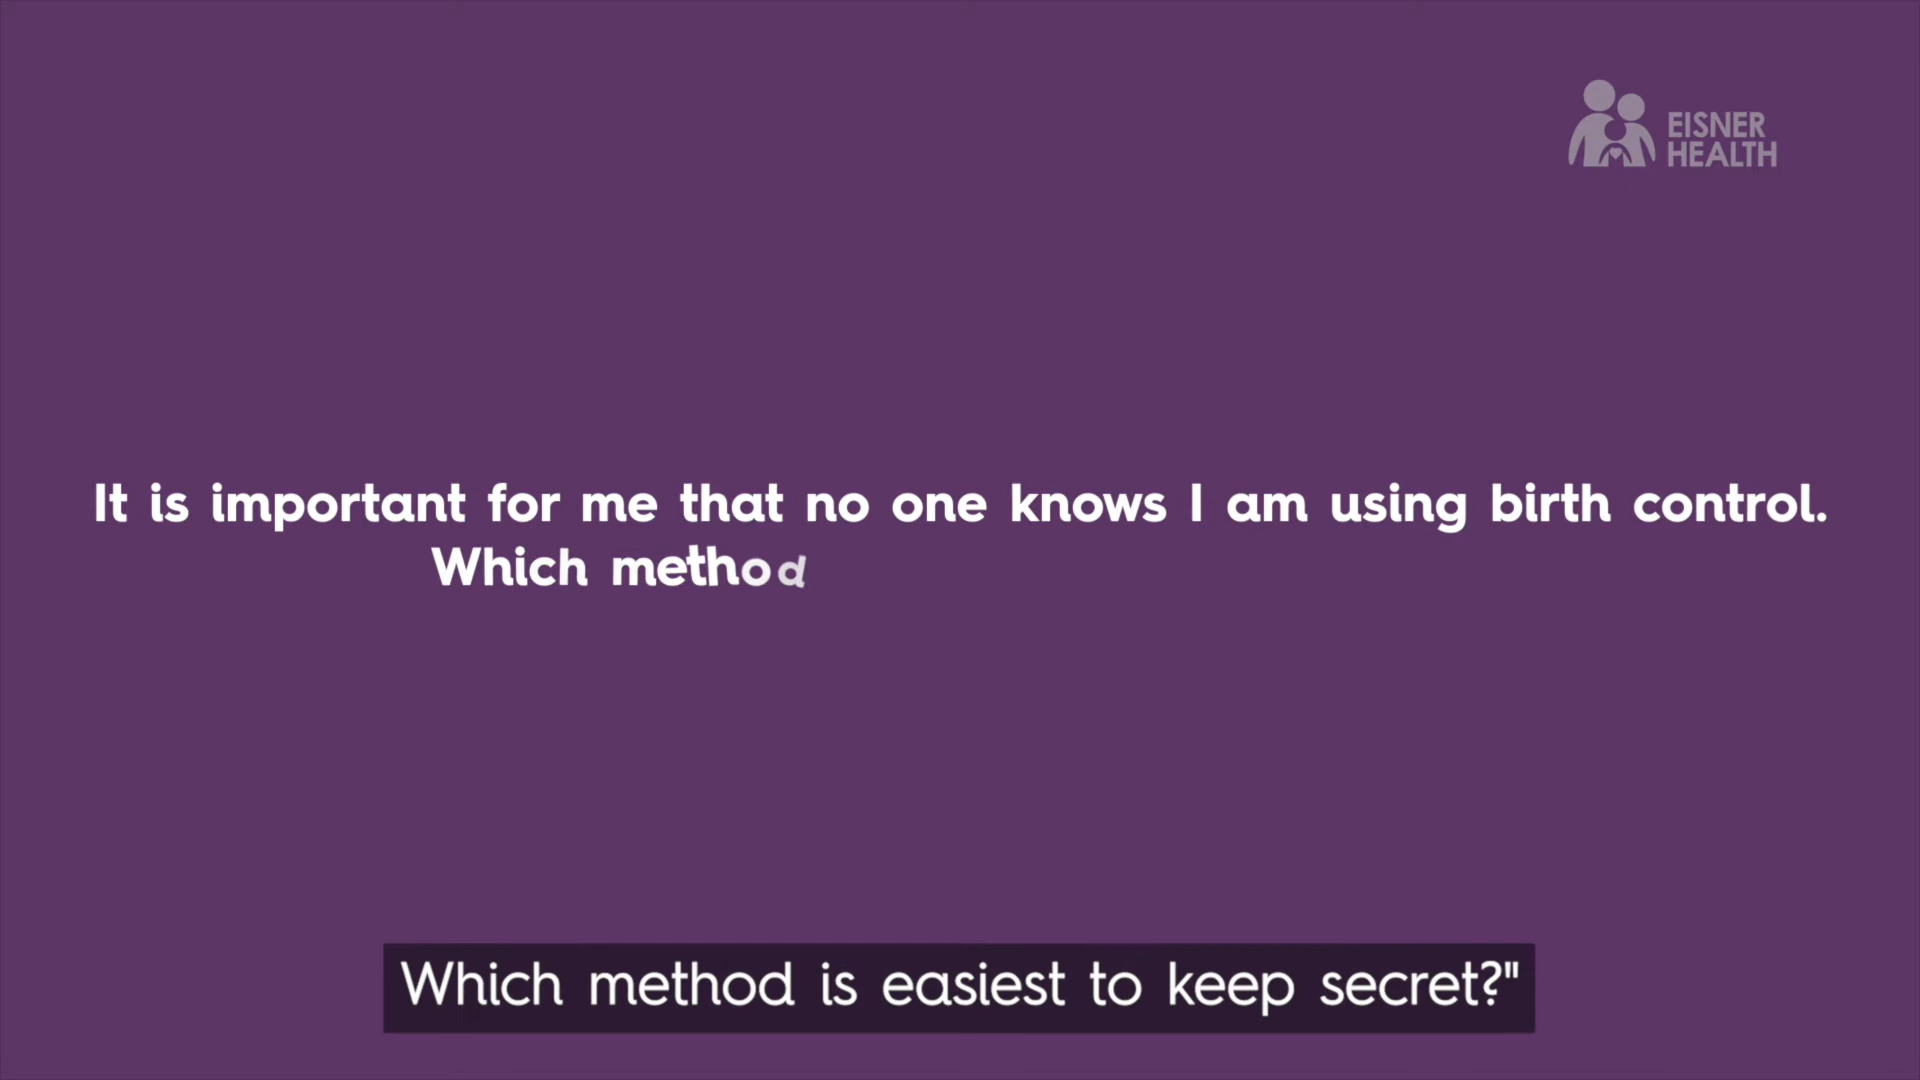 EISNER
HEALTH
It is important for me that no one knows I am using birth control.
Which method
Which method is easiest to keep secret?"